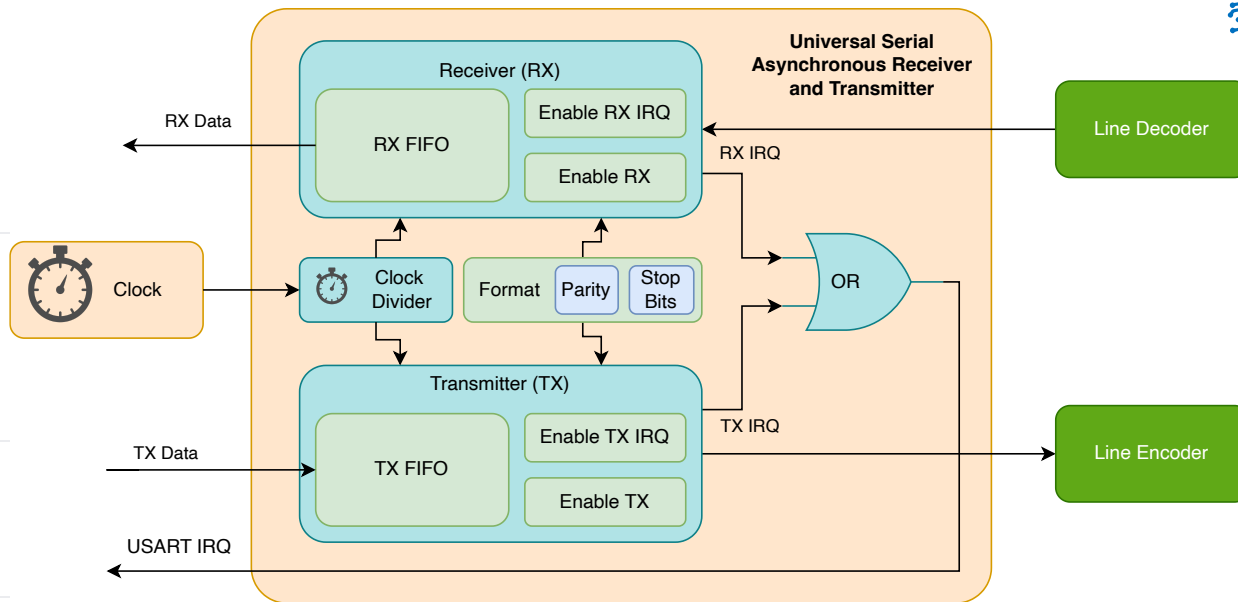 Universal Serial
Asynchronous Receiver
and Transmitter
Receiver (RX)
RX FIFO
Enable RX IRQ
Enable RX
RX Data
RX IRQ
Line Decoder
Clock
Clock
Divider
Format
Parity
Stop
Bits
OR
Transmitter (TX)
TX FIFO
Enable TX IRQ
Enable TX
TX Data
TX IRQ
Line Encoder
USART IRQ